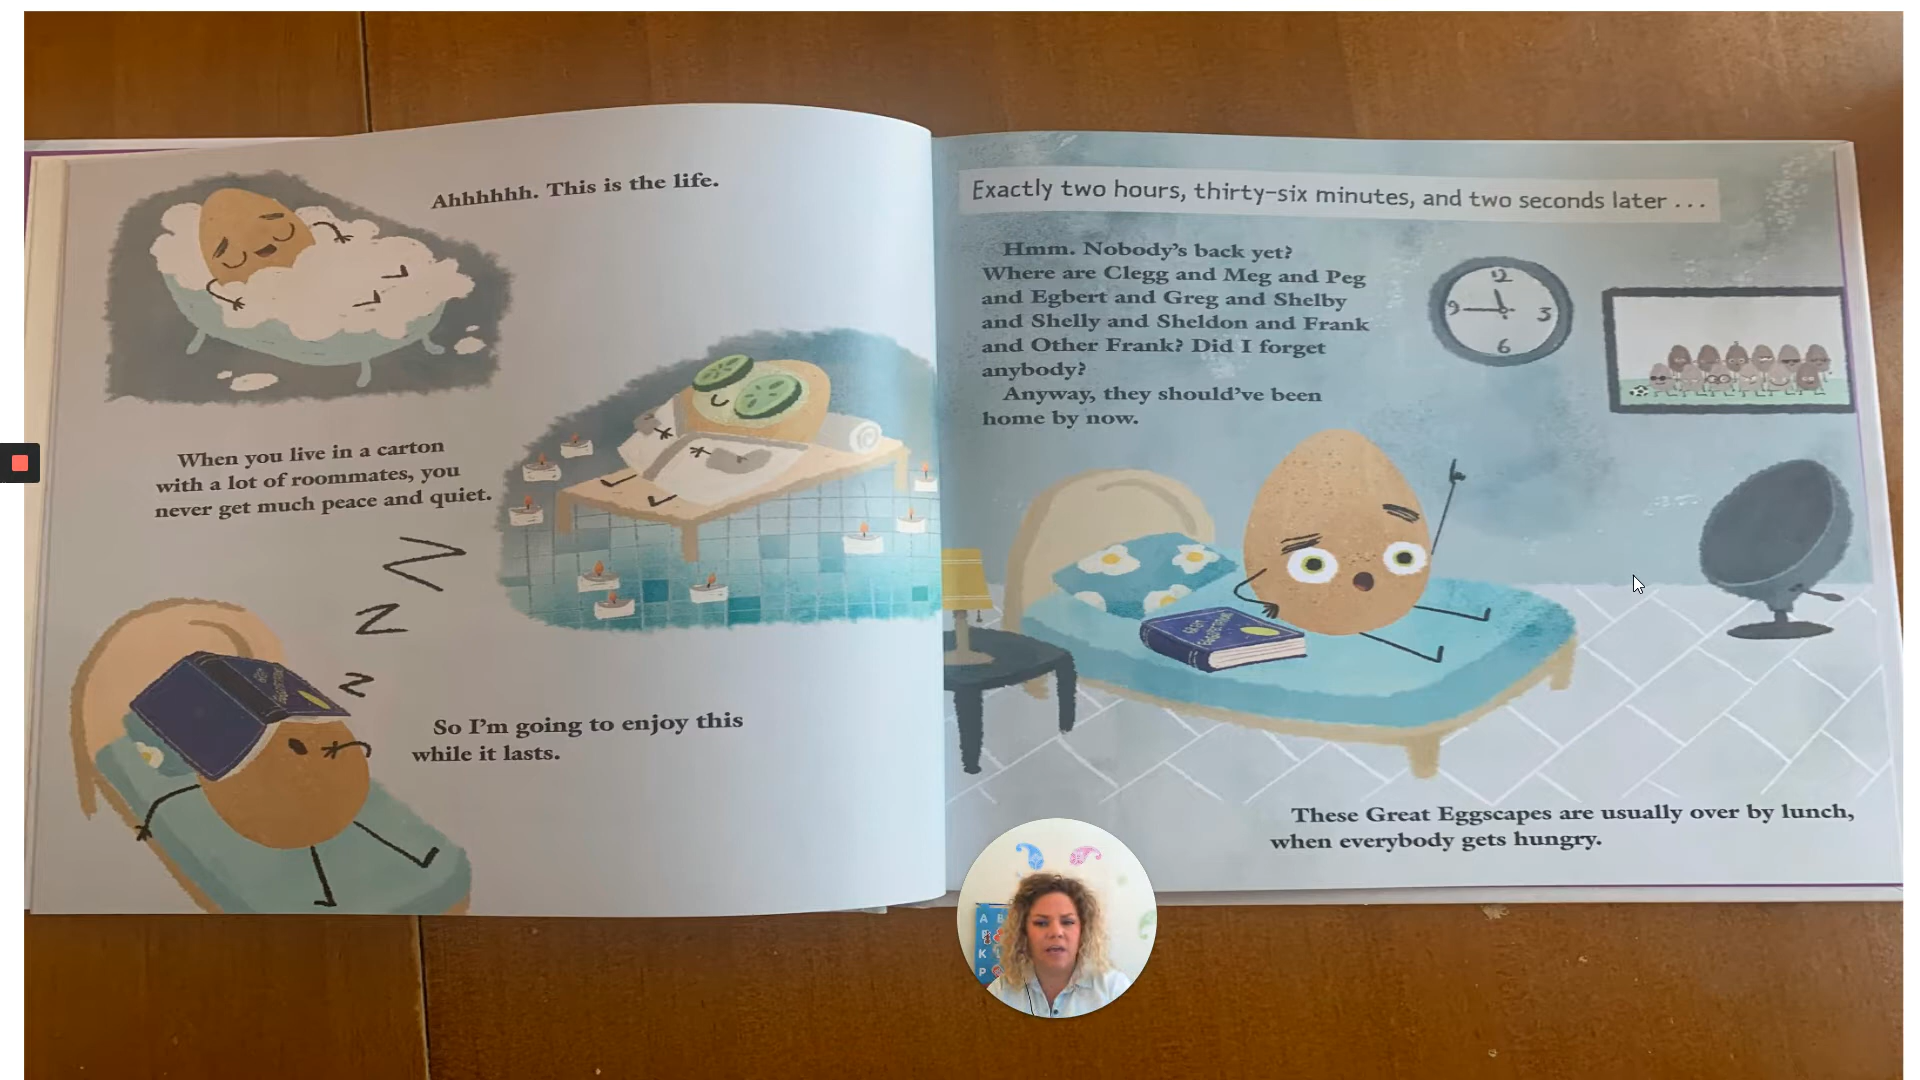 Ahhhhhh. This is the life.
When you live in a carton
with a lot of roommates, you
never get much peace and quiet.
Z
Z
Z
So I'm going to enjoy this
while it lasts.
Exactly two hours, thirty-six minutes, and two seconds later ...
Hmm. Nobody's back yet?
Where are Clegg and Meg and Peg
and Egbert and Greg and Shelby
and Shelly and Sheldon and Frank
and Other Frank? Did I forget
anybody?
Anyway, they should've been
home by now.
12
9 3
6
These Great Eggscapes are usually over by lunch,
when everybody gets hungry.
A B
K
P